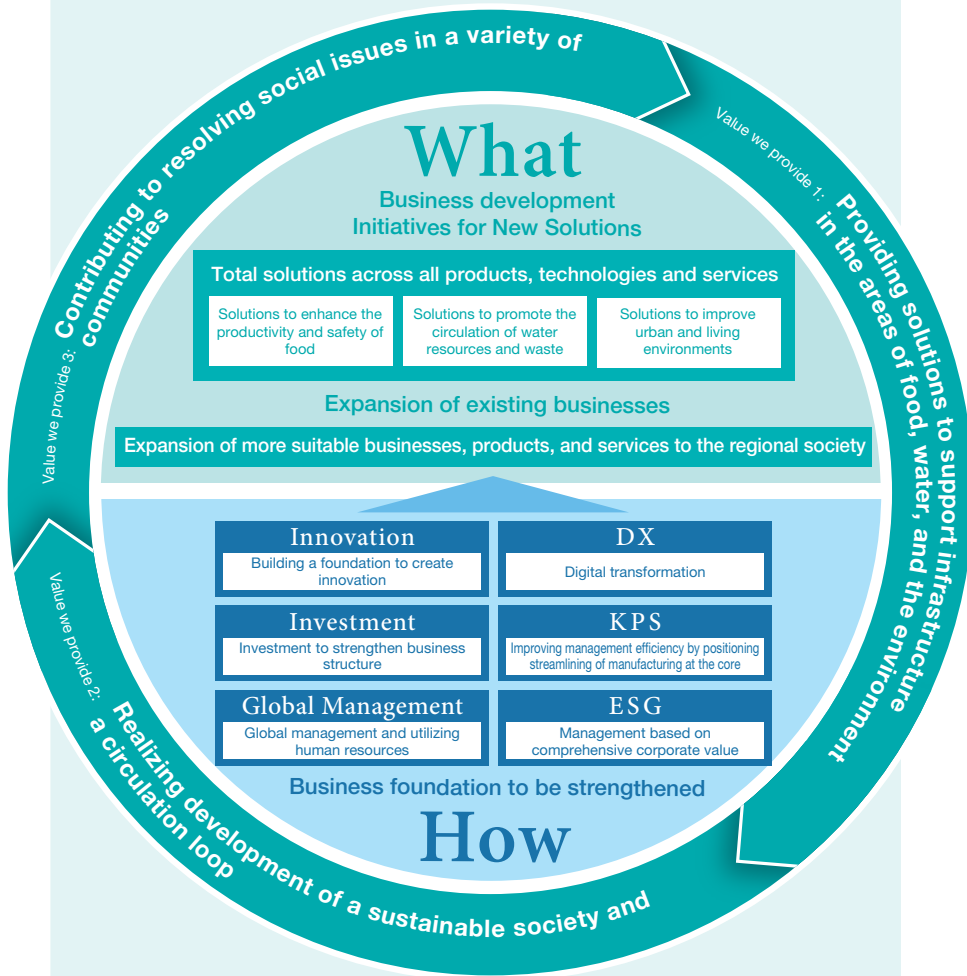 What
Business development
Initiatives for New Solutions
Total solutions across all products, technologies and services
Solutions to enhance the
productivity and safety of
food
Solutions to promote the
circulation of water
resources and waste
Solutions to improve
urban and living
environments
Expansion of existing businesses
Expansion of more suitable businesses, products, and services to the regional society
Innovation
Building a foundation to create
innovation
DX
Digital transformation
Investment
Investment to strengthen business
structure
KPS
Improving management efficiency by positioning
streamlining of manufacturing at the core
Global Management
Global management and utilizing
human resources
ESG
Management based on
comprehensive corporate value
Business foundation to be strengthened
How
Value we provide 1: Providing solutions to support infrastructure
in the areas of food, water, and the environment
Value we provide 2: Realizing development of a sustainable society and
a circulation loop
Value we provide 3: Contributing to resolving social issues in a variety of
communities